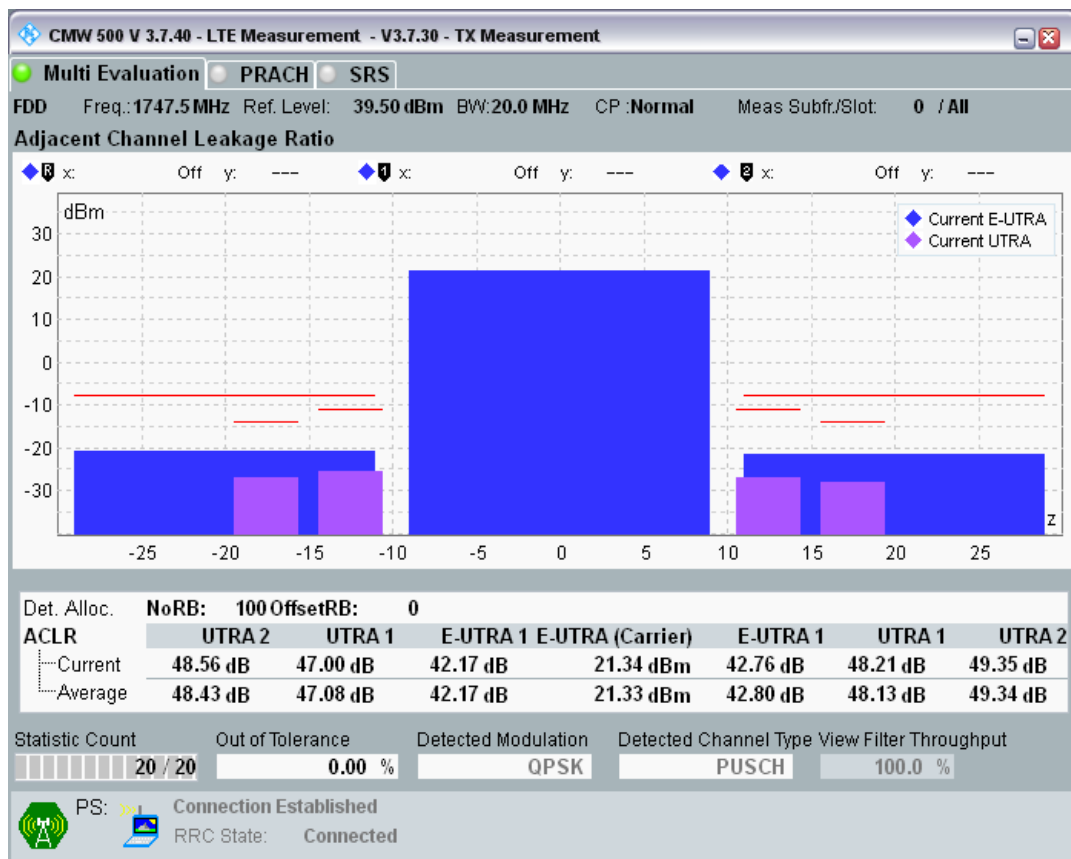 CMW 500 V 3.7.40 - LTE Measurement - V3.7.30 - TX Measurement
Multi Evaluation PRACH SRS
FDD Freq.:1747.5 MHz Ref. Level: 39.50 dBm BW:20.0 MHz CP :Normal Meas Subfr./Slot: 0 / All
Adjacent Channel Leakage Ratio
R x: Off y: --- 1 x: Off y: --- 2 x: Off y: ---
dBm
Current E-UTRA
Current UTRA
30
20
10
0
-10
-20
-30
z
-25 -20 -15 -10 -5 0 5 10 15 20 25
Det. Alloc. NoRB: 100 OffsetRB: 0
ACLR UTRA 2 UTRA 1 E-UTRA 1 E-UTRA (Carrier) E-UTRA 1 UTRA 1 UTRA 2
Current 48.56 dB 47.00 dB 42.17 dB 21.34 dBm 42.76 dB 48.21 dB 49.35 dB
Average 48.43 dB 47.08 dB 42.17 dB 21.33 dBm 42.80 dB 48.13 dB 49.34 dB
Statistic Count Out of Tolerance Detected Modulation Detected Channel Type View Filter Throughput
20 / 20 0.00 % QPSK PUSCH 100.0 %
PS: Connection Established
RRC State: Connected